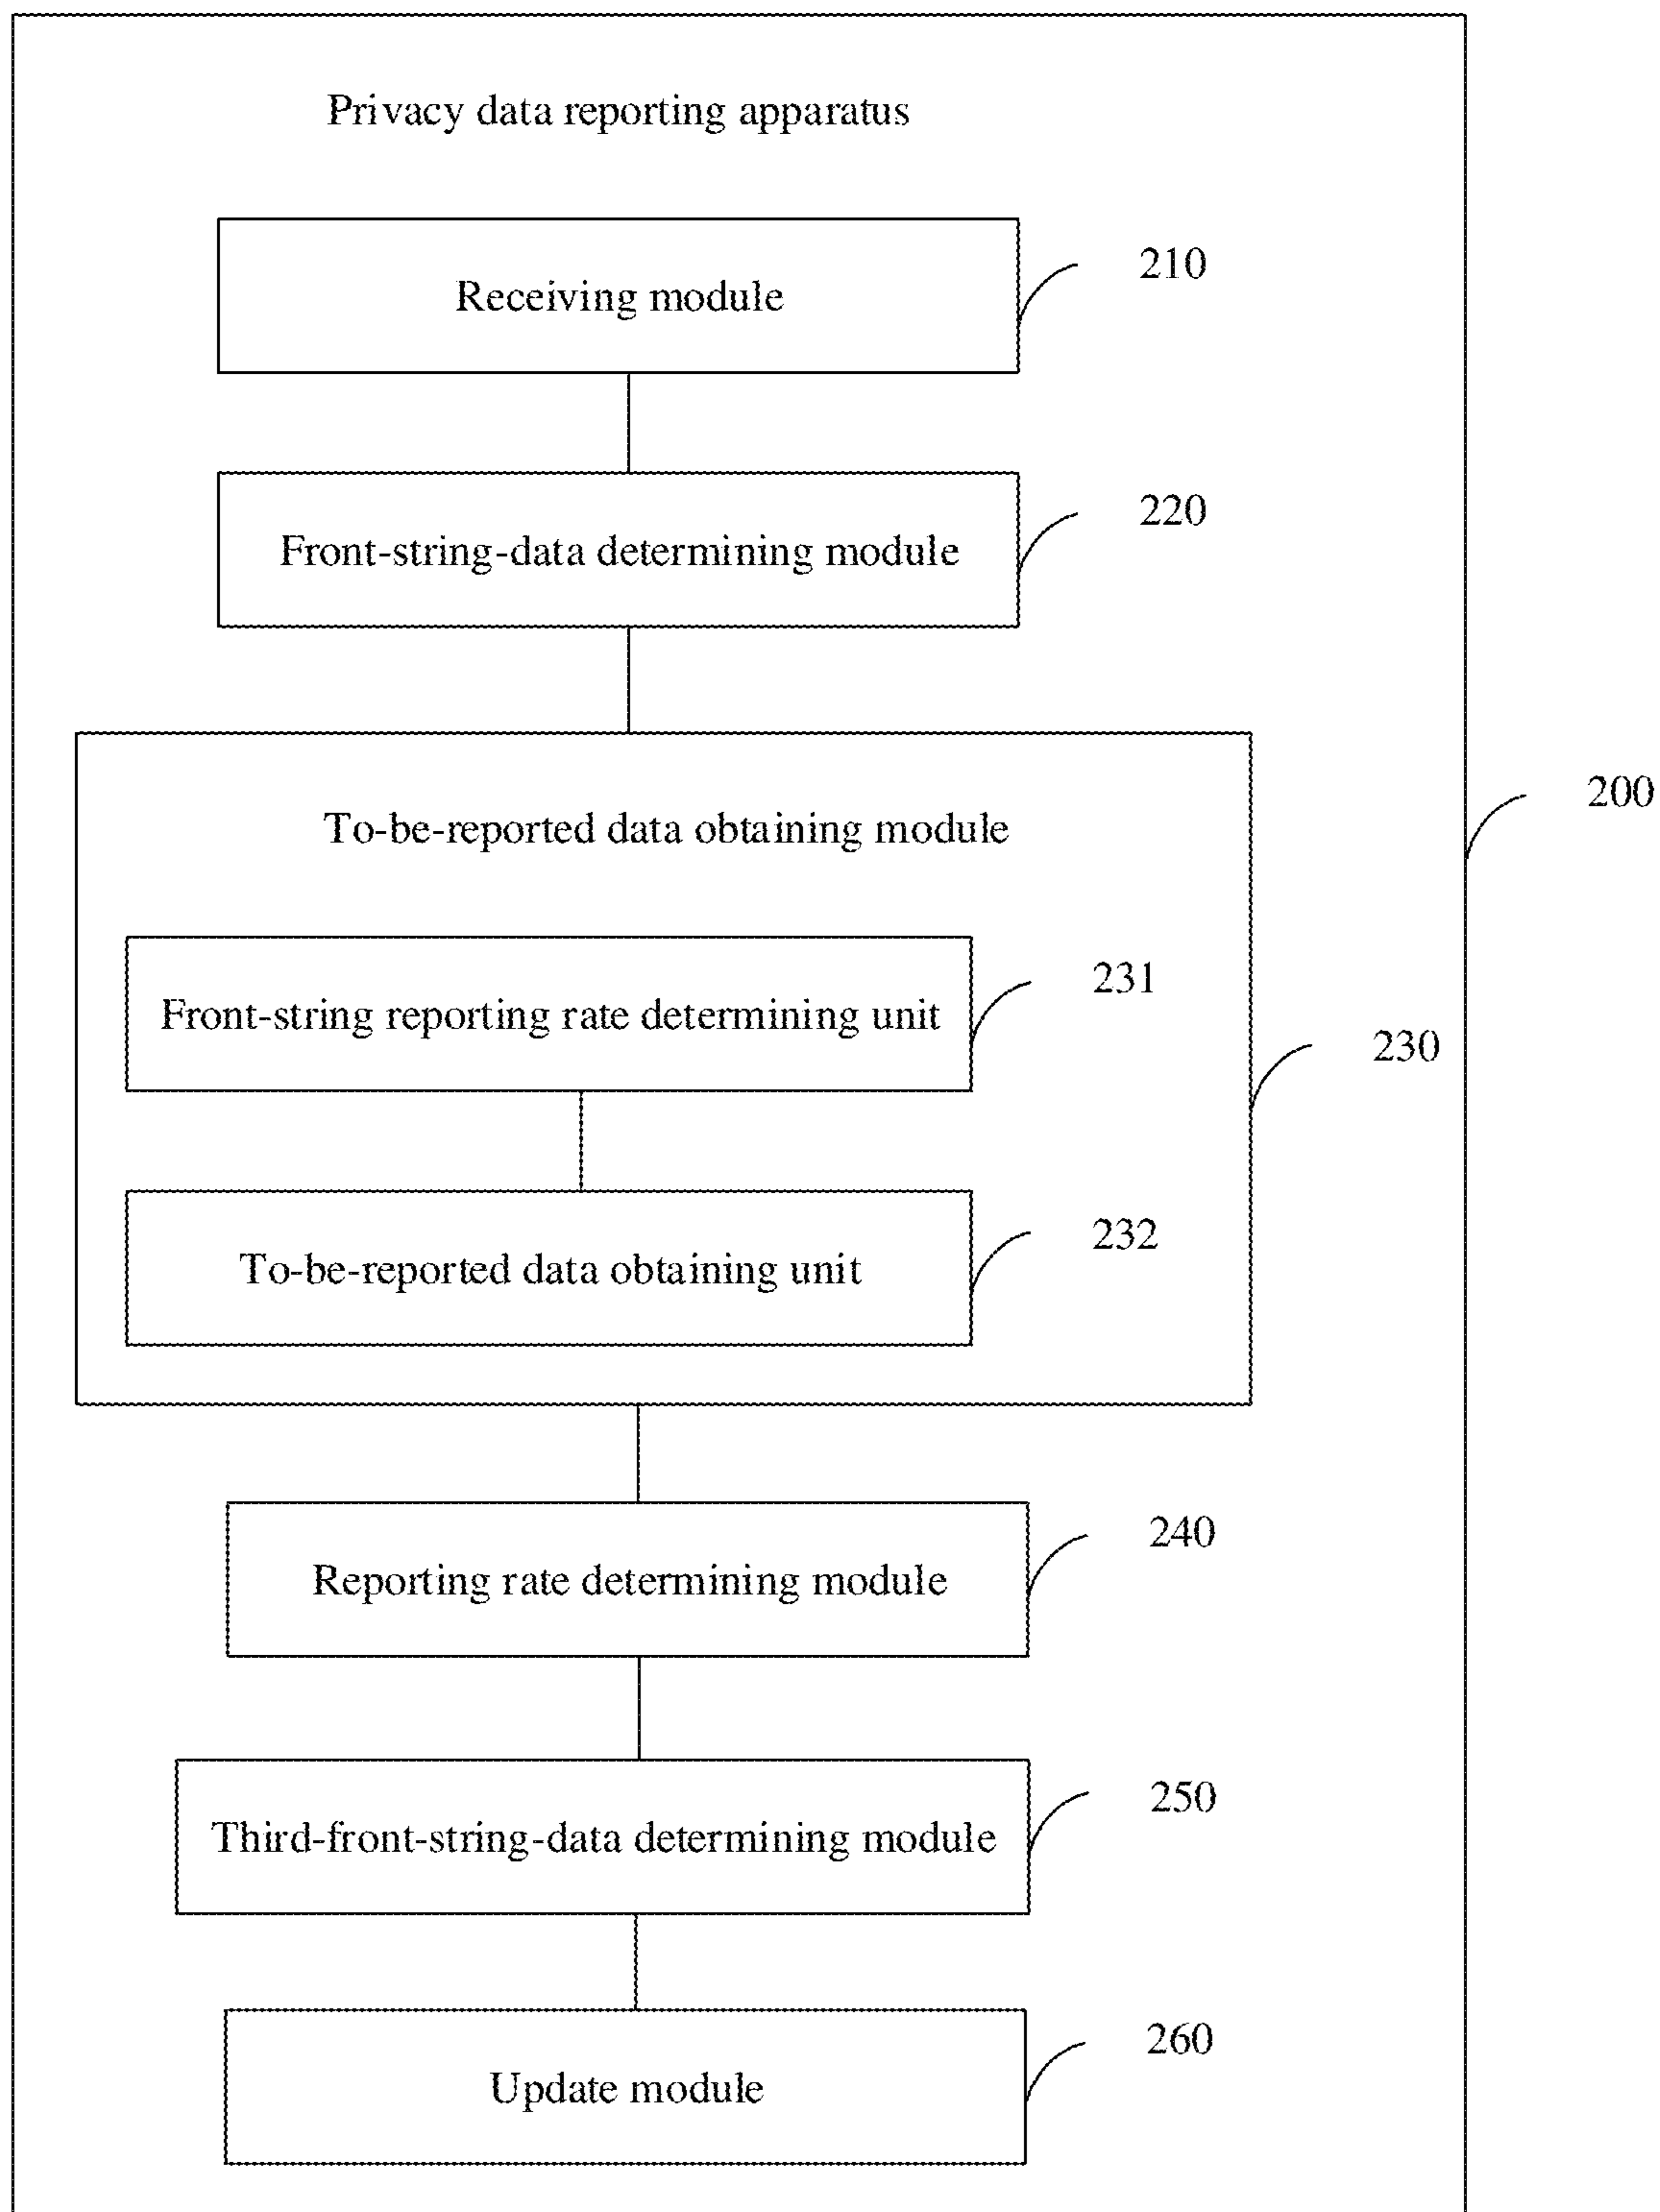 Privacy data reporting apparatus
210
Receiving module
220
Front-string-data determining module
200
To-be-reported data obtaining module
231
Front-string reporting rate determining unit
230
232
To-be-reported data obtaining unit
240
Reporting rate determining module
250
Third-front-string-data determining module
260
Update module